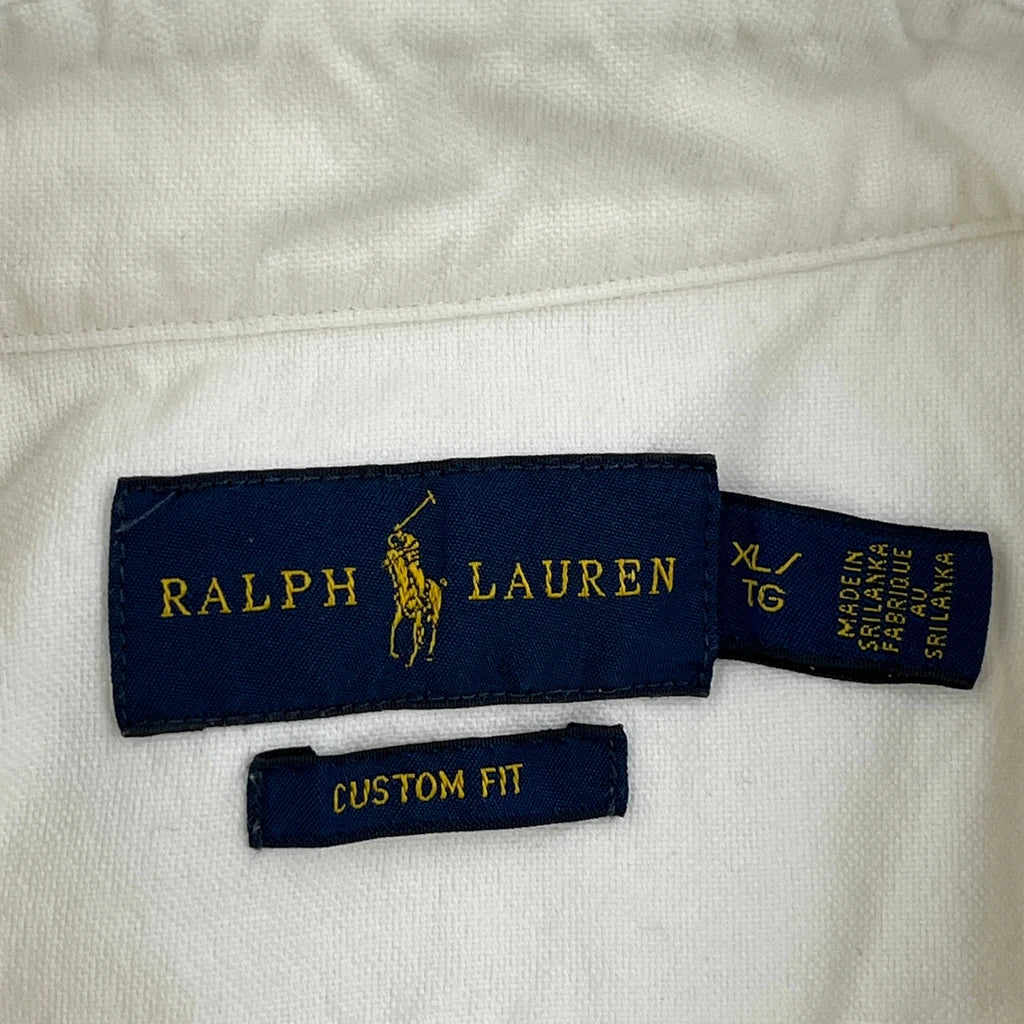 RALPH LAUREN
XL/
TG
MADE IN
SRI LANKA
FABRIQUE
AU
SRI LANKA
CUSTOM FIT